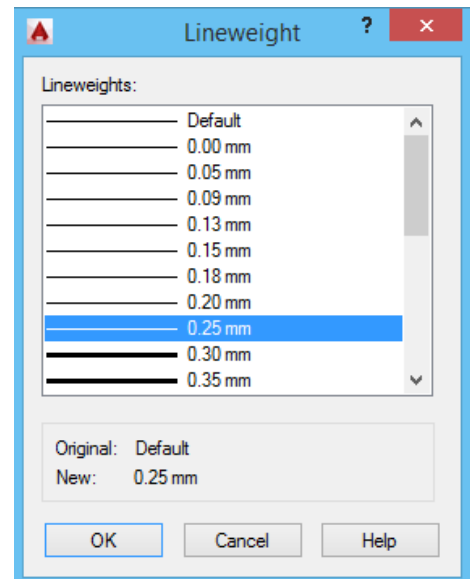 Lineweight ?
Lineweights:
Default
0.00 mm
0.05 mm
0.09 mm
0.13 mm
0.15 mm
0.18 mm
0.20 mm
0.25 mm
0.30 mm
0.35 mm
Original: Default
New: 0.25 mm
OK Cancel Help